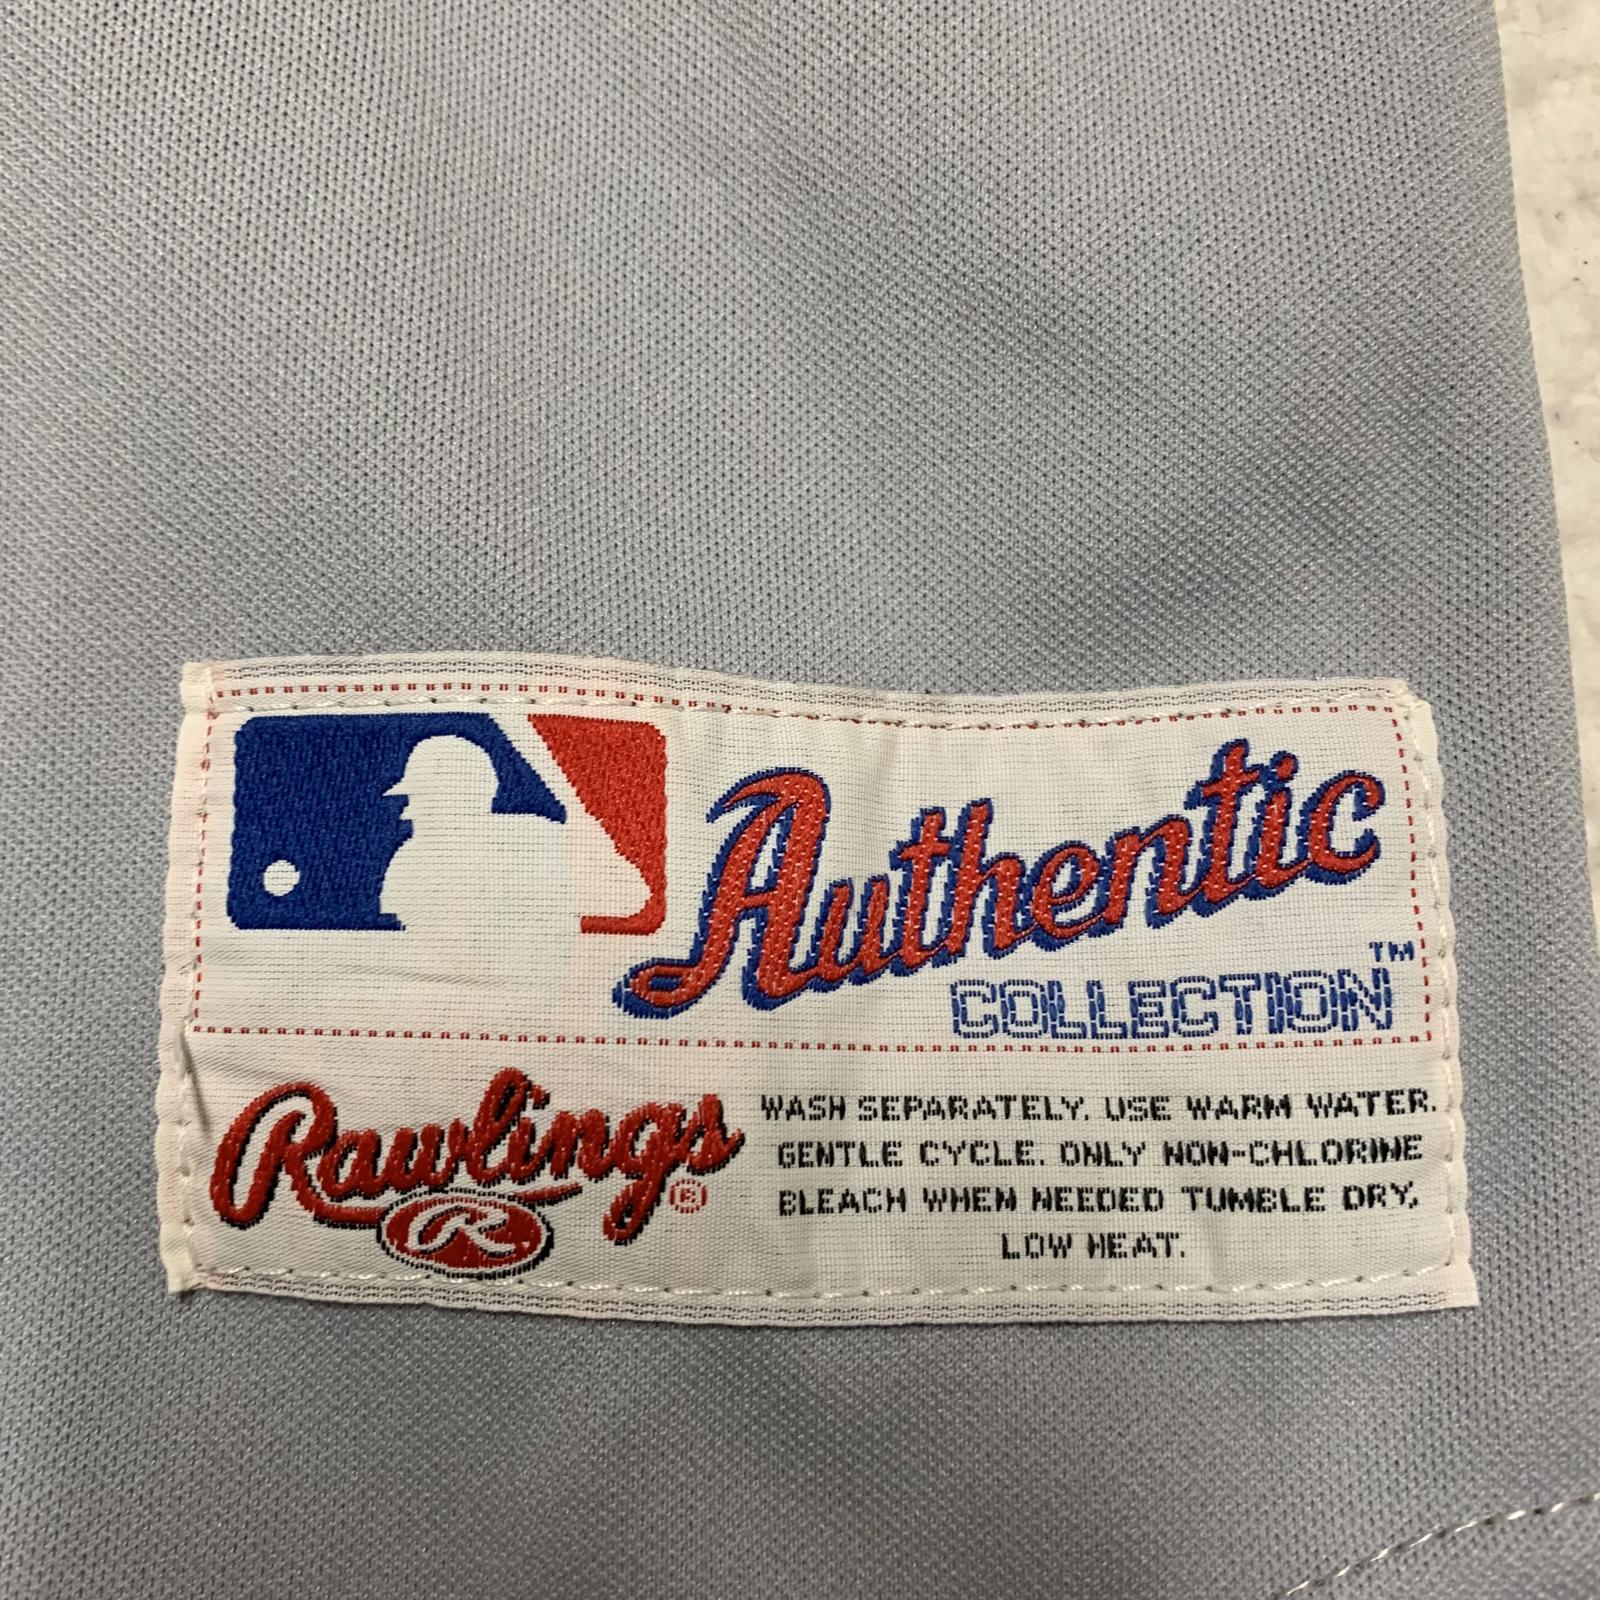 Authentic
COLLECTION™
Rawlings®
R
WASH SEPARATELY. USE WARM WATER.
GENTLE CYCLE. ONLY NON-CHLORINE
BLEACH WHEN NEEDED TUMBLE DRY,
LOW HEAT.